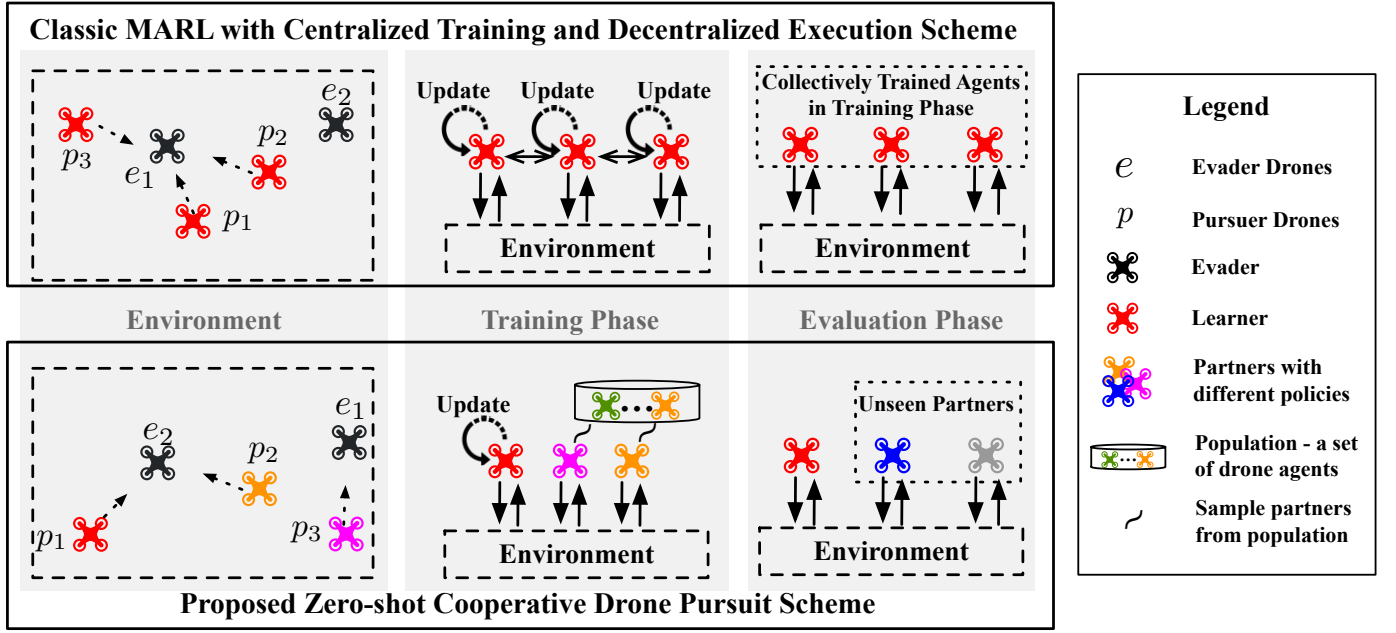 Classic MARL with Centralized Training and Decentralized Execution Scheme
e2
p2
p3
e1
p1
Update Update Update
Environment
Collectively Trained Agents
in Training Phase
Environment
Environment
Training Phase
Evaluation Phase
e1
e2
p2
p1
p3
Update
...
Environment
Unseen Partners
Environment
Proposed Zero-shot Cooperative Drone Pursuit Scheme
Legend
e Evader Drones
p Pursuer Drones
Evader
Learner
Partners with
different policies
... Population - a set
of drone agents
Sample partners
from population